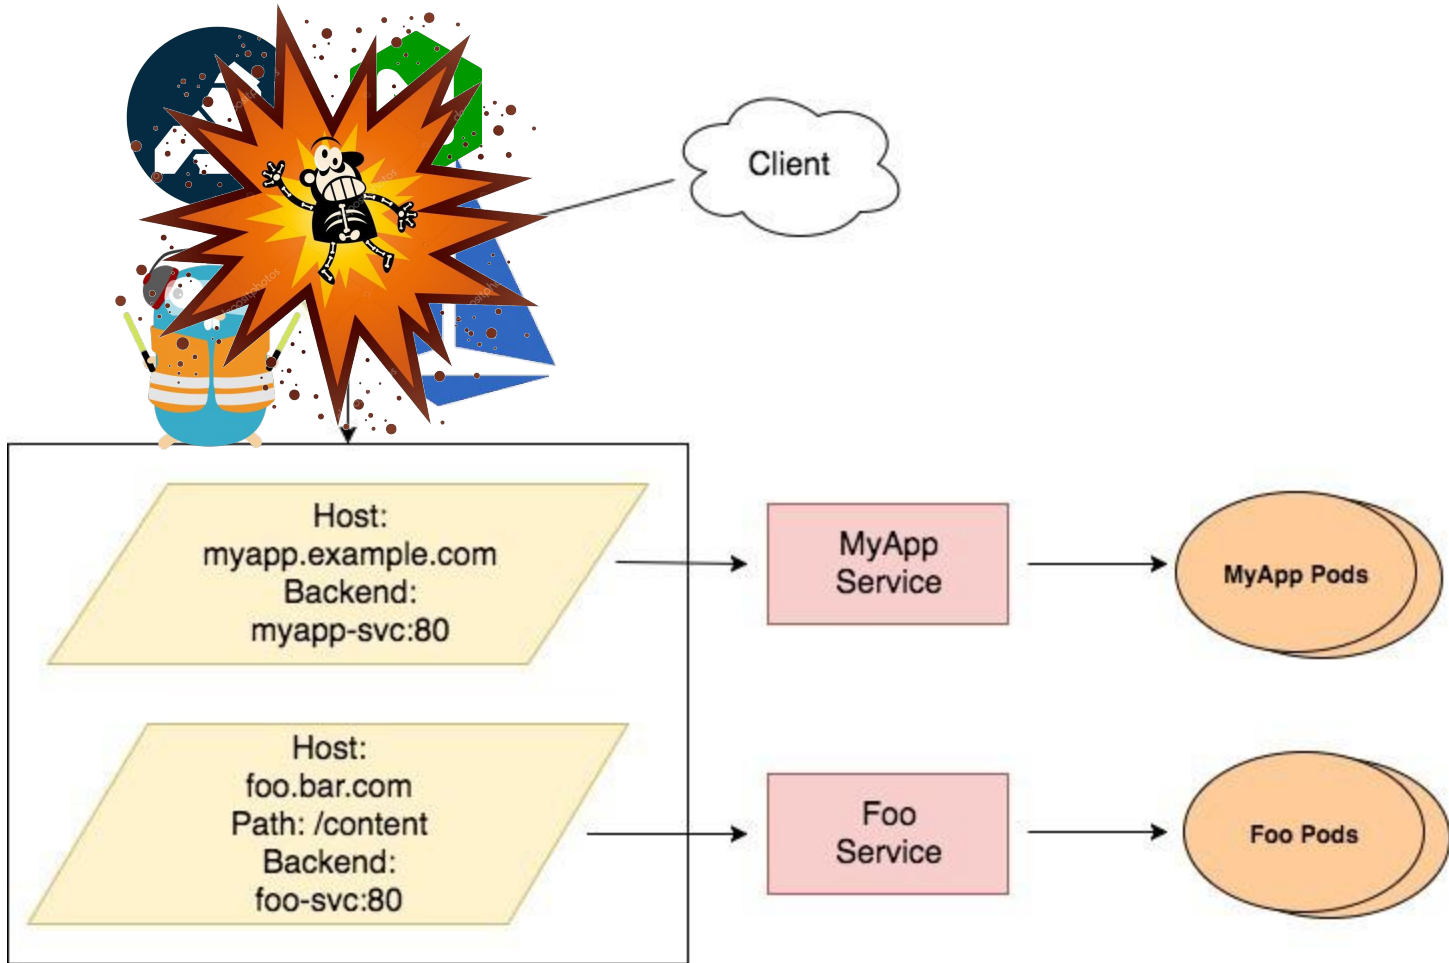 Client
Host:
myapp.example.com
Backend:
myapp-svc:80
MyApp
Service
MyApp Pods
Host:
foo.bar.com
Path: /content
Backend:
foo-svc:80
Foo
Service
Foo Pods